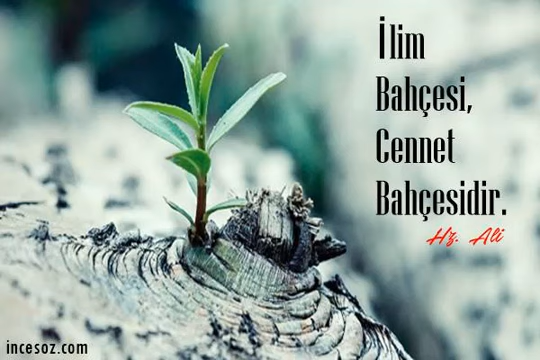 İlim
Bahçesi,
Cennet
Bahçesidir.
Hz. Ali
incesoz.com